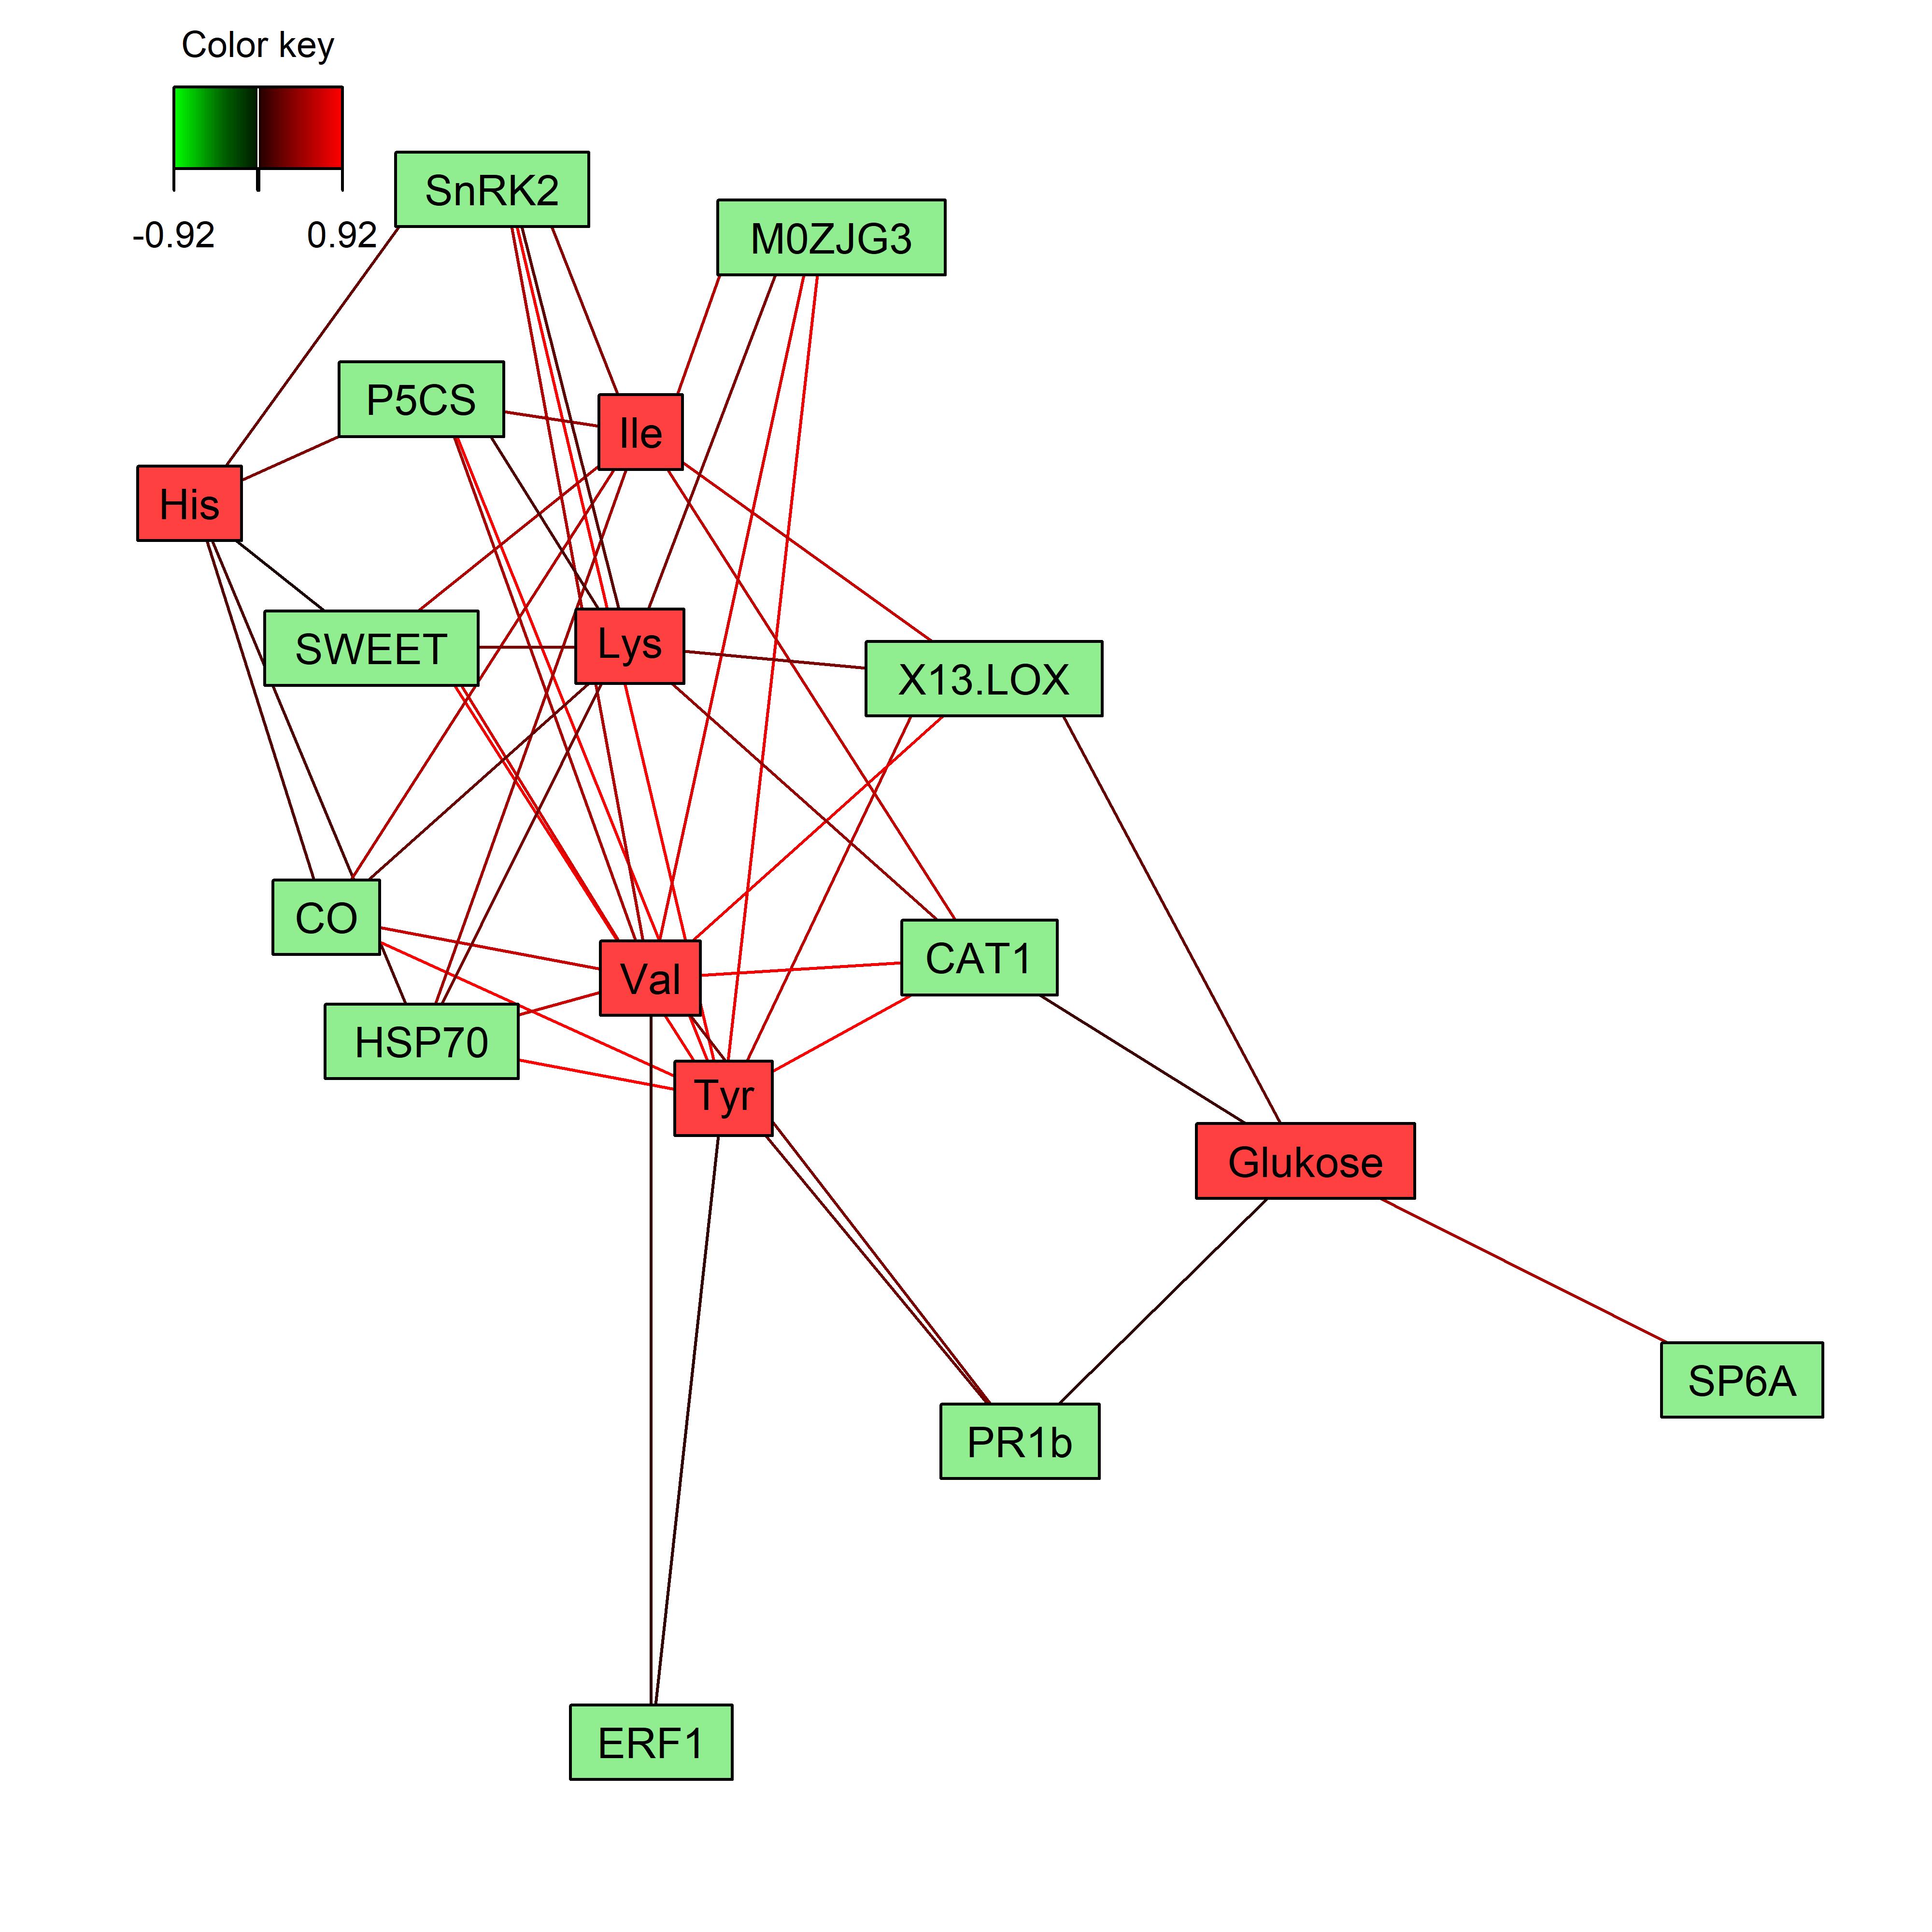 Color key
-0.92
0.92
SnRK2
M0ZJG3
P5CS
Ile
His
SWEET
Lys
X13.LOX
CO
Val
CAT1
HSP70
Tyr
Glukose
SP6A
PR1b
ERF1